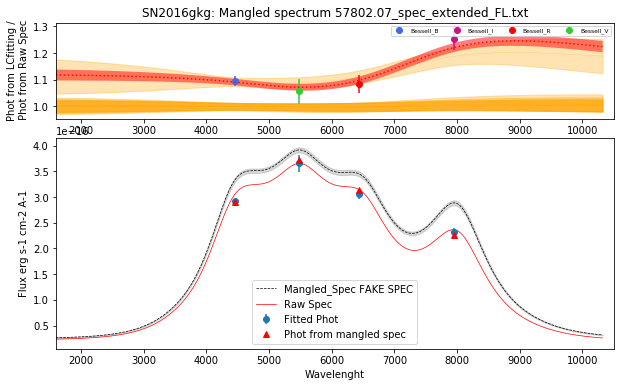 SN2016gkg: Mangled spectrum 57802.07_spec_extended_FL.txt
Phot from LCfitting /
Phot from Raw Spec
1.3
1.2
1.1
1.0
Bessell_B
Bessell_I
Bessell_R
Bessell_V
2000 3000 4000 5000 6000 7000 8000 9000 10000
1e−16
Flux erg s-1 cm-2 A-1
4.0
3.5
3.0
2.5
2.0
1.5
1.0
0.5
Mangled_Spec FAKE SPEC
Raw Spec
Fitted Phot
Phot from mangled spec
2000 3000 4000 5000 6000 7000 8000 9000 10000
Wavelenght